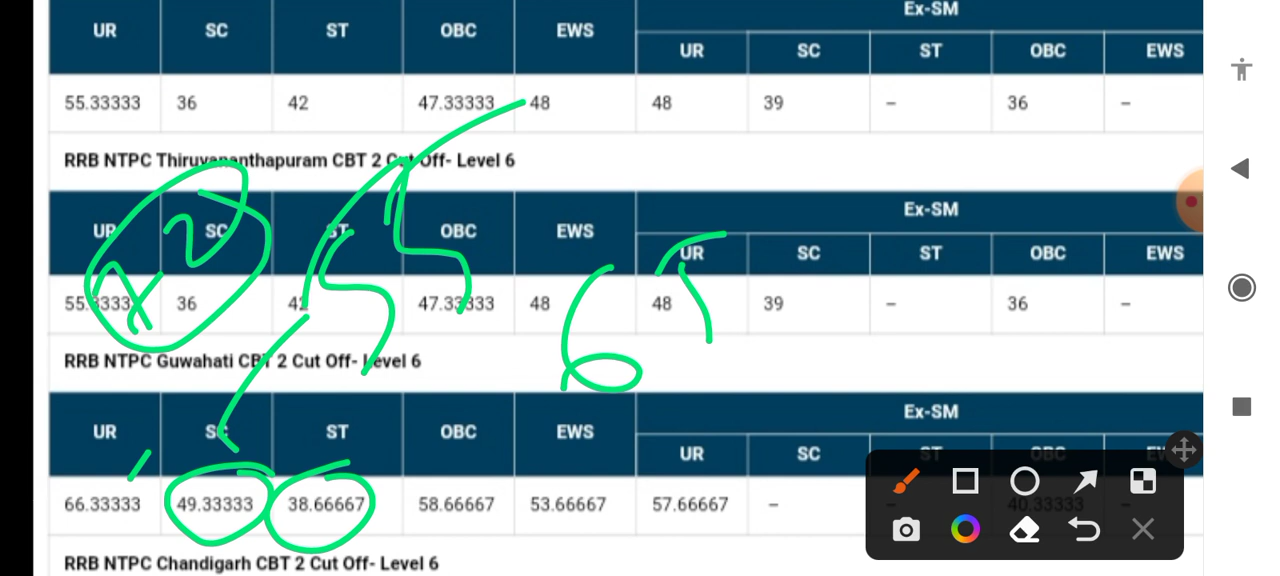 Ex-SM
UR SC ST OBC EWS
UR SC ST OBC EWS
55.33333 36 42 47.33333 48 48 39 – 36 –
RRB NTPC Thiruvananthapuram CBT 2 Cut Off- Level 6
Ex-SM
UR SC ST OBC EWS
UR SC ST OBC EWS
55.33333 36 42 47.33333 48 48 39 – 36 –
RRB NTPC Guwahati CBT 2 Cut Off- Level 6
Ex-SM
UR SC ST OBC EWS
UR SC ST OBC
66.33333 49.33333 38.66667 58.66667 53.66667 57.66667 – 40.33333
RRB NTPC Chandigarh CBT 2 Cut Off- Level 6